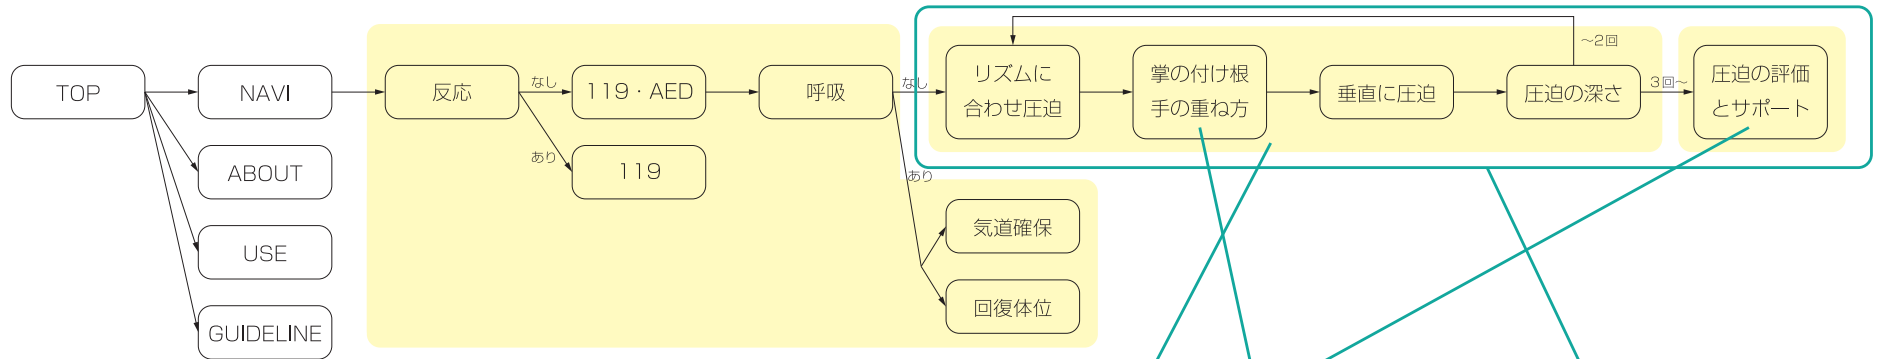 TOP
NAVI
ABOUT
USE
GUIDELINE
反応
なし
あり
119・AED
119
呼吸
なし
あり
気道確保
回復体位
リズムに
合わせ圧迫
掌の付け根
手の重ね方
垂直に圧迫
圧迫の深さ
～2回
3回～
圧迫の評価
とサポート